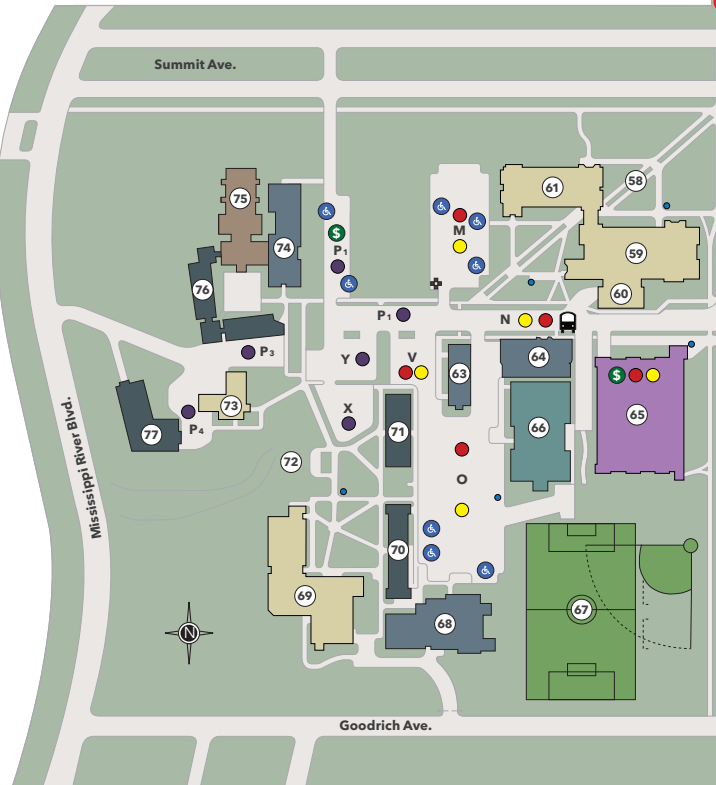 Summit Ave.
61
58
75
$
M
74
P1
59
76
60
P1
N
P3
Y
V
64
63
$
73
X
65
P4
71
66
77
72
O
70
69
67
68
N
Mississippi River Blvd.
Goodrich Ave.